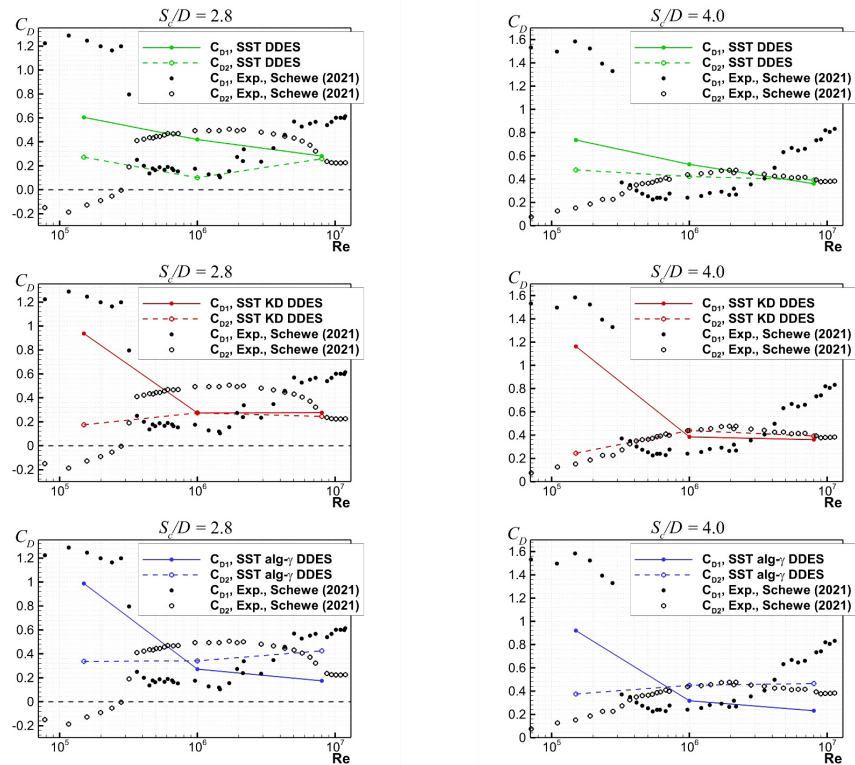 S_c/D = 2.8
C_D
C_D1, SST DDES
C_D2, SST DDES
C_D1, Exp., Schewe (2021)
C_D2, Exp., Schewe (2021)
1.2
1.0
0.8
0.6
0.4
0.2
0.0
-0.2
10^5
10^6
10^7
Re
S_c/D = 4.0
C_D
C_D1, SST DDES
C_D2, SST DDES
C_D1, Exp., Schewe (2021)
C_D2, Exp., Schewe (2021)
1.6
1.4
1.2
1
0.8
0.6
0.4
0.2
0
10^5
10^6
10^7
Re
S_c/D = 2.8
C_D
C_D1, SST KD DDES
C_D2, SST KD DDES
C_D1, Exp., Schewe (2021)
C_D2, Exp., Schewe (2021)
1.2
1
0.8
0.6
0.4
0.2
0
-0.2
10^5
10^6
10^7
Re
S_c/D = 4.0
C_D
C_D1, SST KD DDES
C_D2, SST KD DDES
C_D1, Exp., Schewe (2021)
C_D2, Exp., Schewe (2021)
1.6
1.4
1.2
1
0.8
0.6
0.4
0.2
0
10^5
10^6
10^7
Re
S_c/D = 2.8
C_D
C_D1, SST alg-γ DDES
C_D2, SST alg-γ DDES
C_D1, Exp., Schewe (2021)
C_D2, Exp., Schewe (2021)
1.2
1
0.8
0.6
0.4
0.2
0
-0.2
10^5
10^6
10^7
Re
S_c/D = 4.0
C_D
C_D1, SST alg-γ DDES
C_D2, SST alg-γ DDES
C_D1, Exp., Schewe (2021)
C_D2, Exp., Schewe (2021)
1.6
1.4
1.2
1
0.8
0.6
0.4
0.2
0
10^5
10^6
10^7
Re